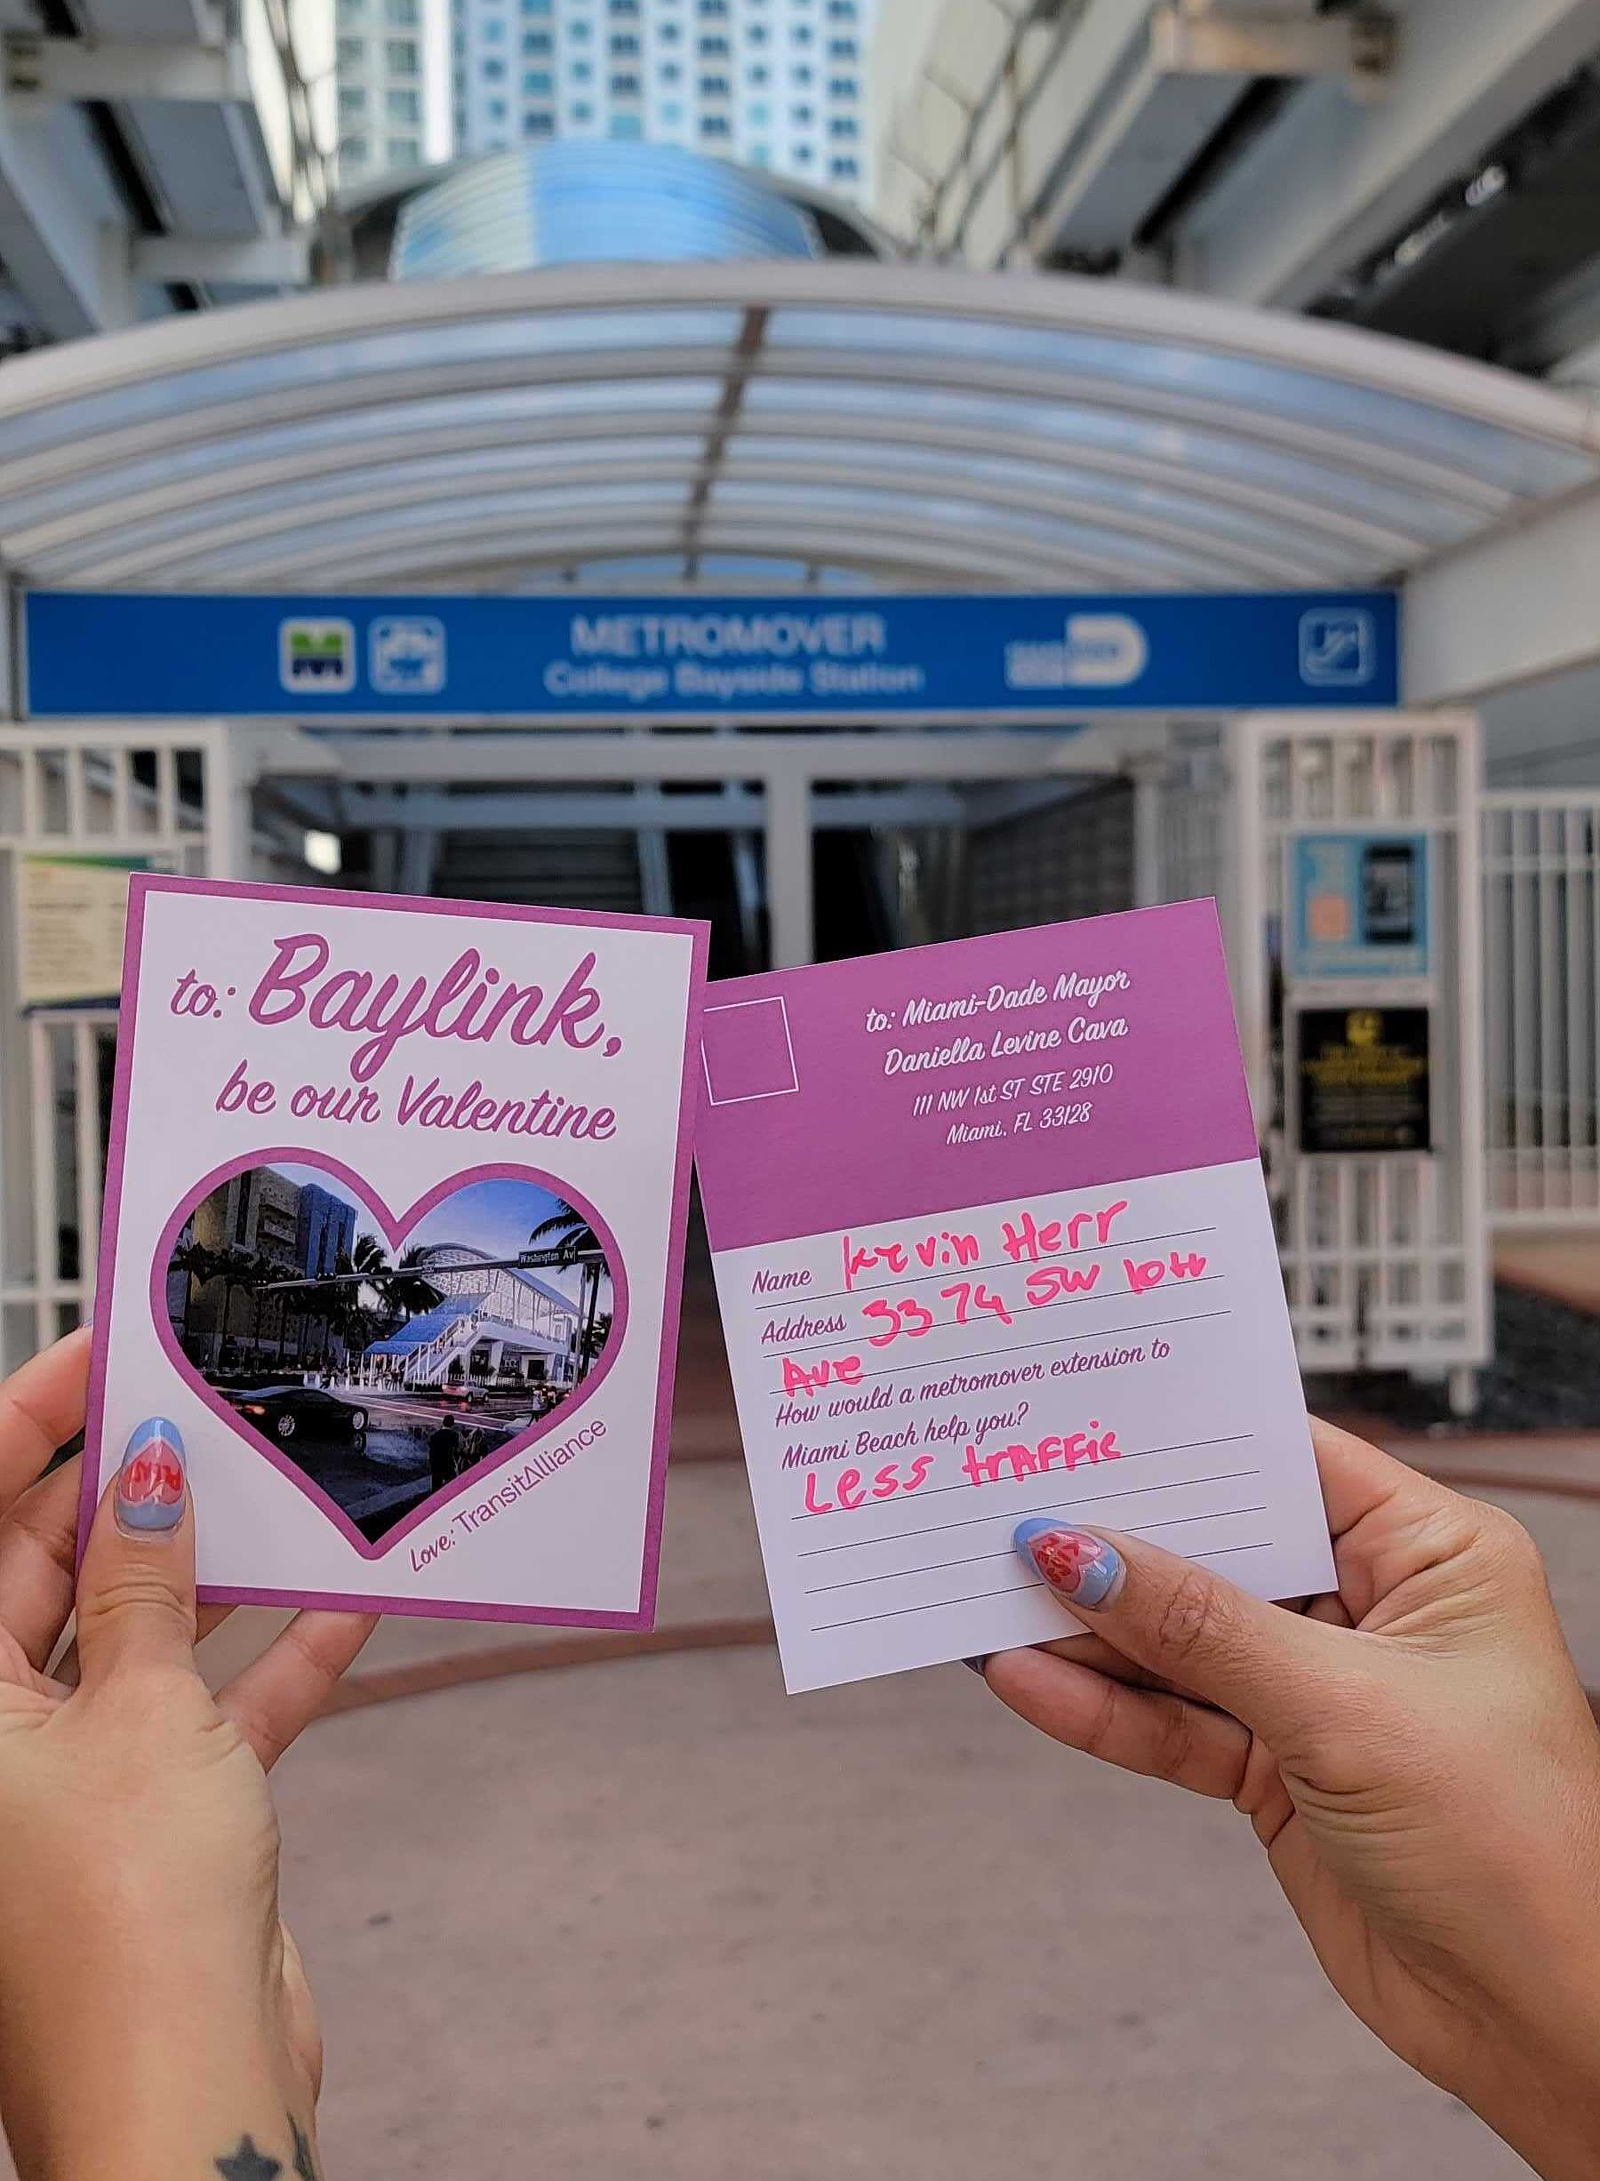 METROMOVER
College Bayside Station
to: Baylink,
be our Valentine
Washington Av
Love: TransitAlliance
to: Miami-Dade Mayor
Daniella Levine Cava
111 NW 1st ST STE 2910
Miami, FL 33128
Name Kevin Herr
Address 3374 SW 10th
Ave
How would a metromover extension to
Miami Beach help you?
Less trAFFic